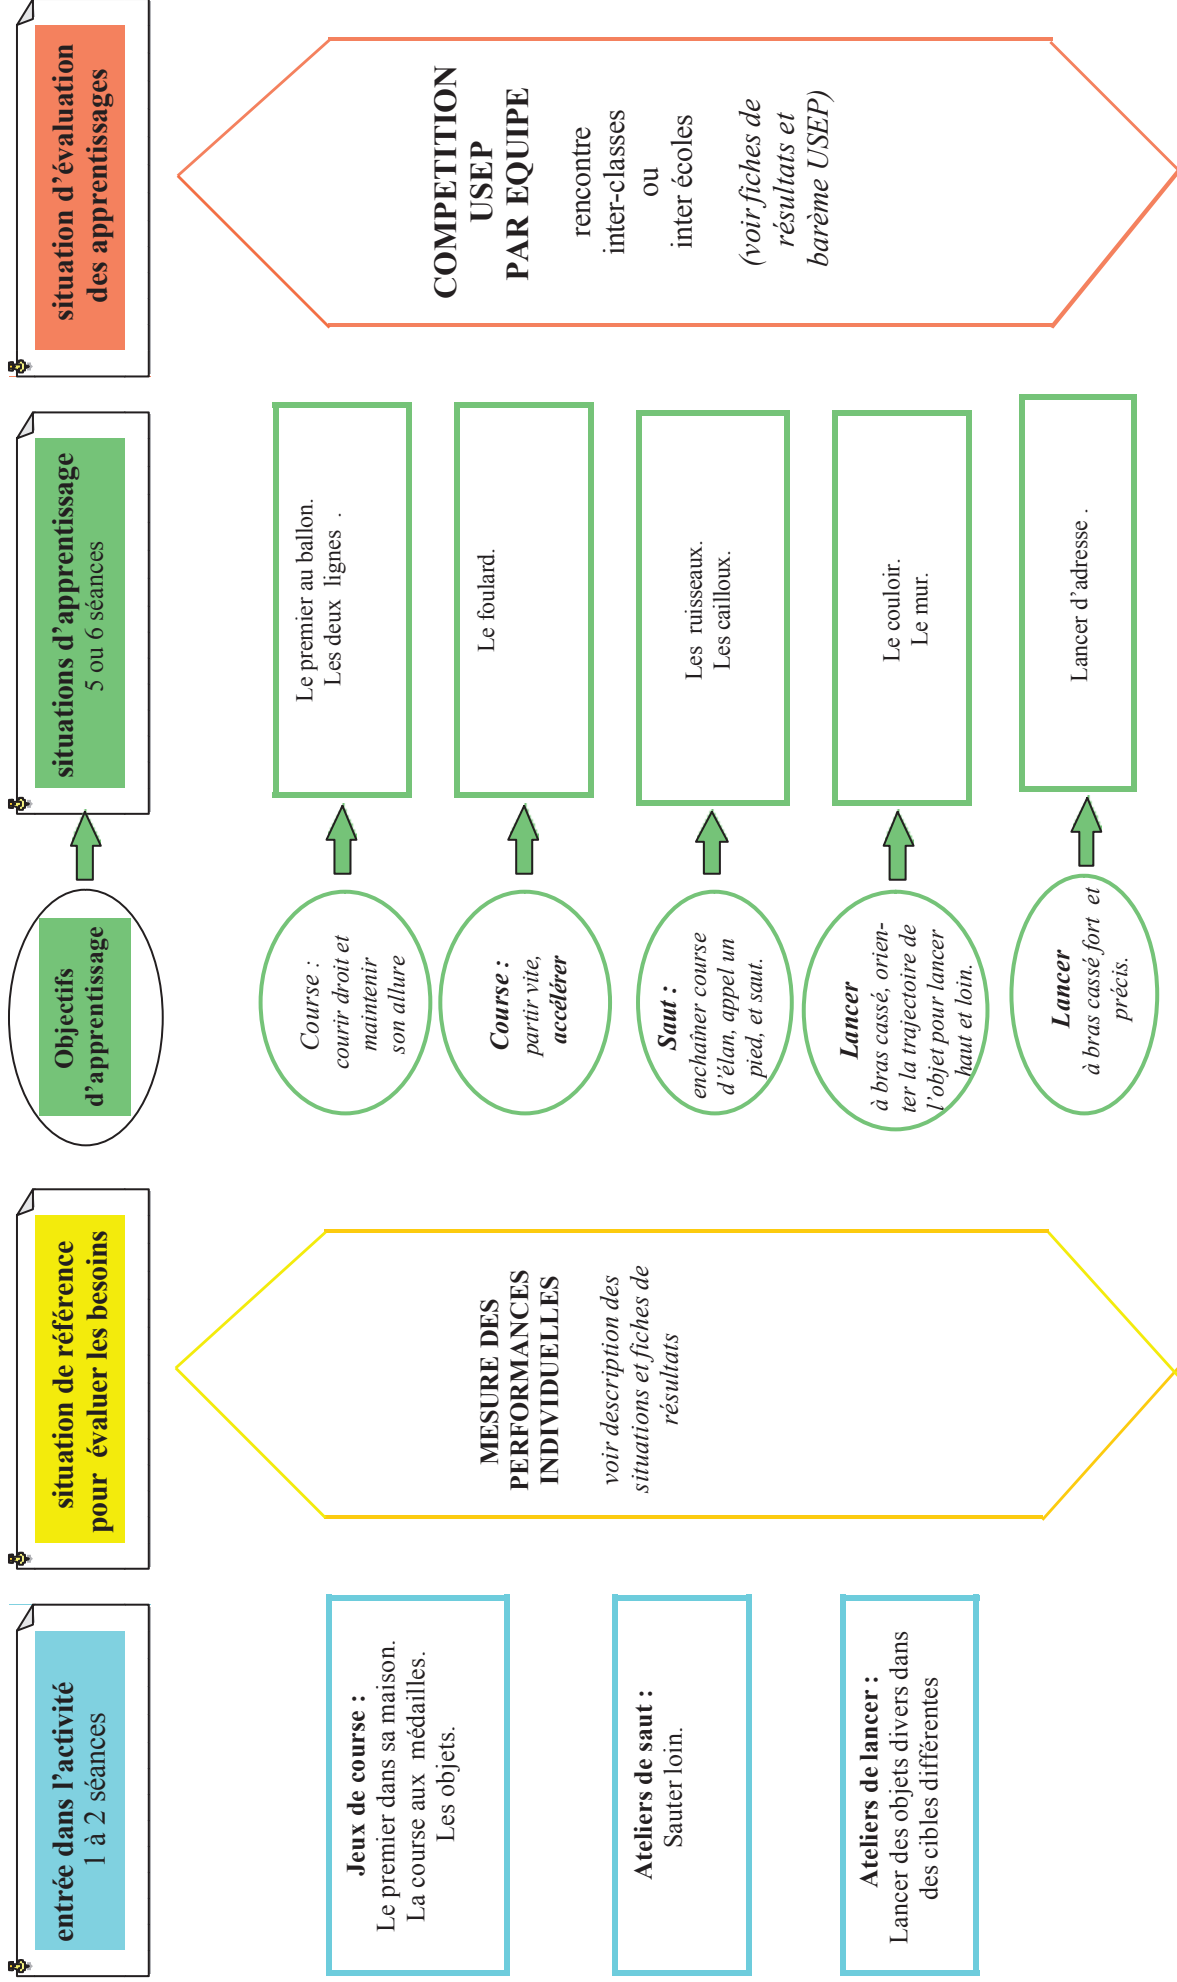 entrée dans l'activité
1 à 2 séances
Jeux de course :
Le premier dans sa maison.
La course aux médailles.
Les objets.
Ateliers de saut :
Sauter loin.
Ateliers de lancer :
Lancer des objets divers dans
des cibles différentes
situation de référence
pour évaluer les besoins
MESURE DES
PERFORMANCES
INDIVIDUELLES
voir description des
situations et fiches de
résultats
Objectifs
d'apprentissage
Course :
courir droit et
maintenir
son allure
Course :
partir vite,
accélérer
Saut :
enchaîner course
d'élan, appel un
pied, et saut.
Lancer
à bras cassé, orien-
ter la trajectoire de
l'objet pour lancer
haut et loin.
Lancer
à bras cassé fort et
précis.
situations d'apprentissage
5 ou 6 séances
Le premier au ballon.
Les deux lignes .
Le foulard.
Les ruisseaux.
Les cailloux.
Le couloir.
Le mur.
Lancer d'adresse .
situation d'évaluation
des apprentissages
COMPETITION
USEP
PAR EQUIPE
rencontre
inter-classes
ou
inter écoles
(voir fiches de
résultats et
barème USEP)